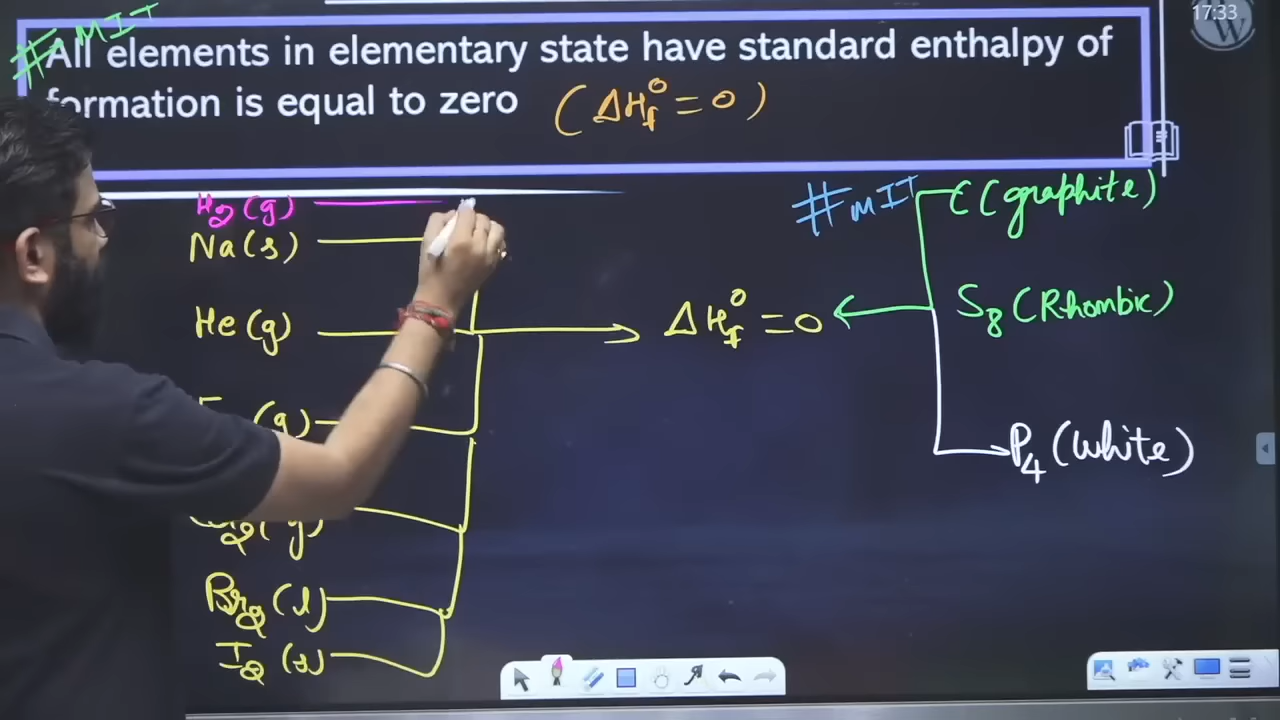 17:33
W
#MIT
All elements in elementary state have standard enthalpy of
formation is equal to zero (ΔH°f = 0)
H2(g)
Na(s)
He(g)
(g)
Br2(l)
I2(s)
ΔH°f = 0
#MIT C(graphite)
S8(Rhombic)
P4(white)